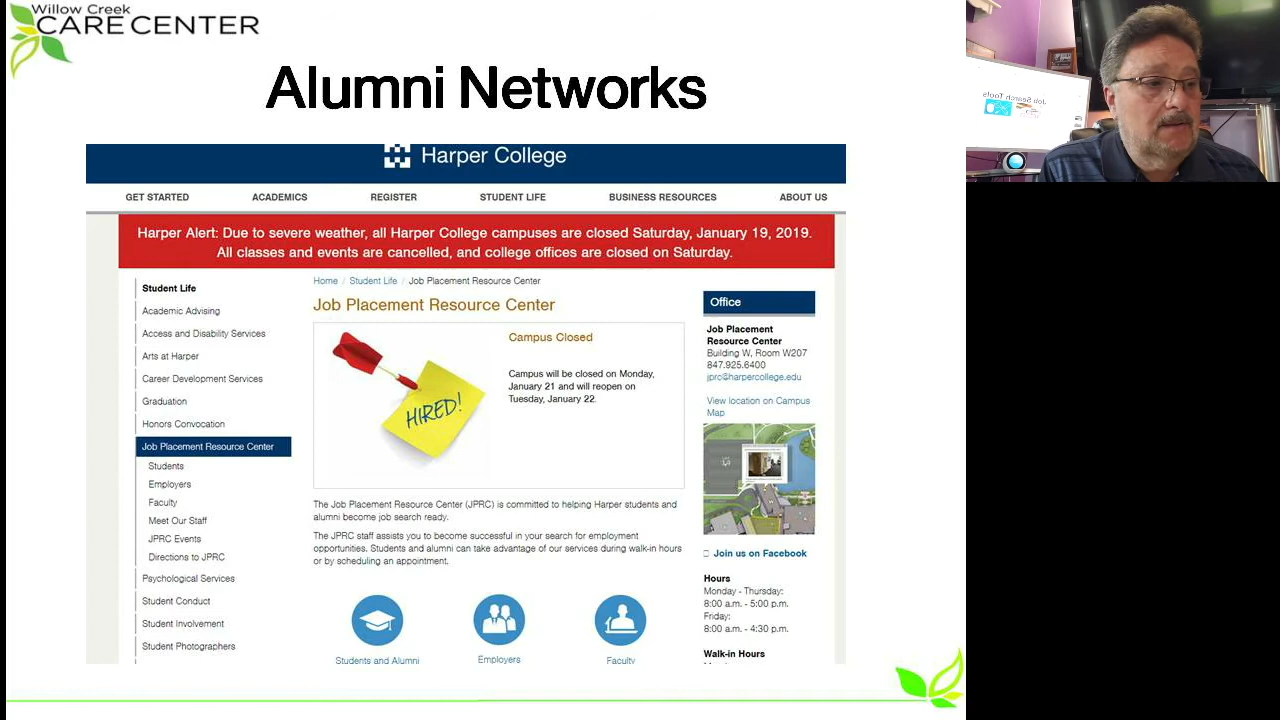 Willow Creek
CARE CENTER
Alumni Networks
Harper College
GET STARTED ACADEMICS REGISTER STUDENT LIFE BUSINESS RESOURCES ABOUT US
Harper Alert: Due to severe weather, all Harper College campuses are closed Saturday, January 19, 2019.
All classes and events are cancelled, and college offices are closed on Saturday.
Home / Student Life / Job Placement Resource Center
Student Life
Academic Advising
Access and Disability Services
Arts at Harper
Career Development Services
Graduation
Honors Convocation
Job Placement Resource Center
Students
Employers
Faculty
Meet Our Staff
JPRC Events
Directions to JPRC
Psychological Services
Student Conduct
Student Involvement
Student Photographers
Job Placement Resource Center
HIRED!
Campus Closed
Campus will be closed on Monday,
January 21 and will reopen on
Tuesday, January 22.
The Job Placement Resource Center (JPRC) is committed to helping Harper students and
alumni become job search ready.
The JPRC staff assists you to become successful in your search for employment
opportunities. Students and alumni can take advantage of our services during walk-in hours
or by scheduling an appointment.
Students and Alumni
Employers
Faculty
Office
Job Placement
Resource Center
Building W, Room W207
847.925.6400
jprc@harpercollege.edu
View location on Campus
Map
Join us on Facebook
Hours
Monday - Thursday:
8:00 a.m. - 5:00 p.m.
Friday:
8:00 a.m. - 4:30 p.m.
Walk-in Hours
Job Search Tools